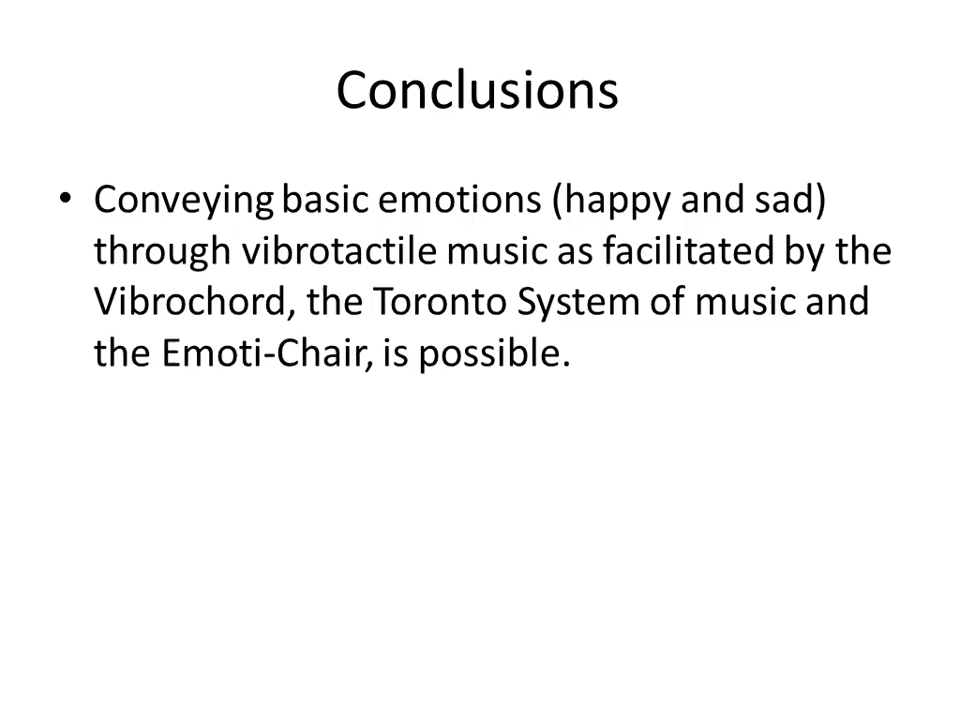 Conclusions
• Conveying basic emotions (happy and sad)
through vibrotactile music as facilitated by the
Vibrochord, the Toronto System of music and
the Emoti-Chair, is possible.